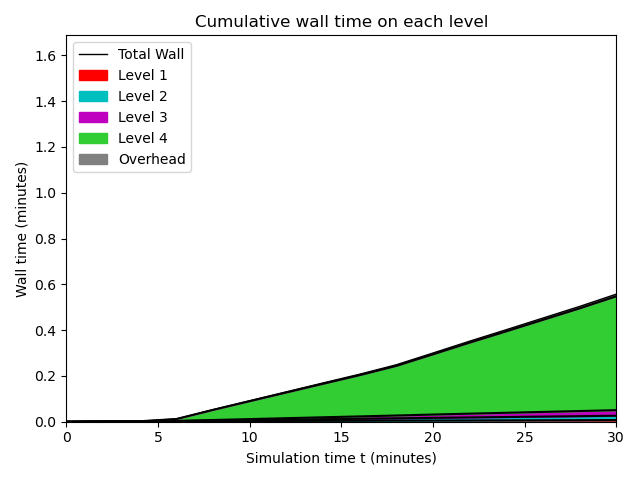 Cumulative wall time on each level
Total Wall
Level 1
Level 2
Level 3
Level 4
Overhead
Wall time (minutes)
1.6
1.4
1.2
1.0
0.8
0.6
0.4
0.2
0.0
0 5 10 15 20 25 30
Simulation time t (minutes)